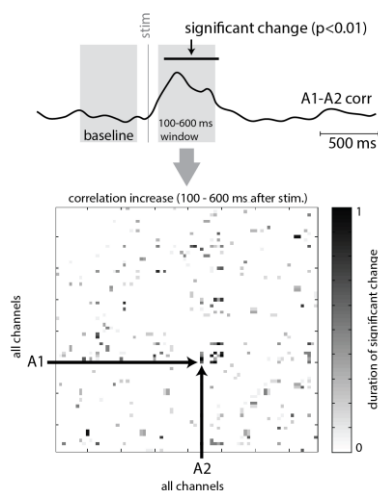 stim
significant change (p<0.01)
A1-A2 corr
baseline
100-600 ms
window
500 ms
correlation increase (100 - 600 ms after stim.)
all channels
A1
1
duration of significant change
0
A2
all channels